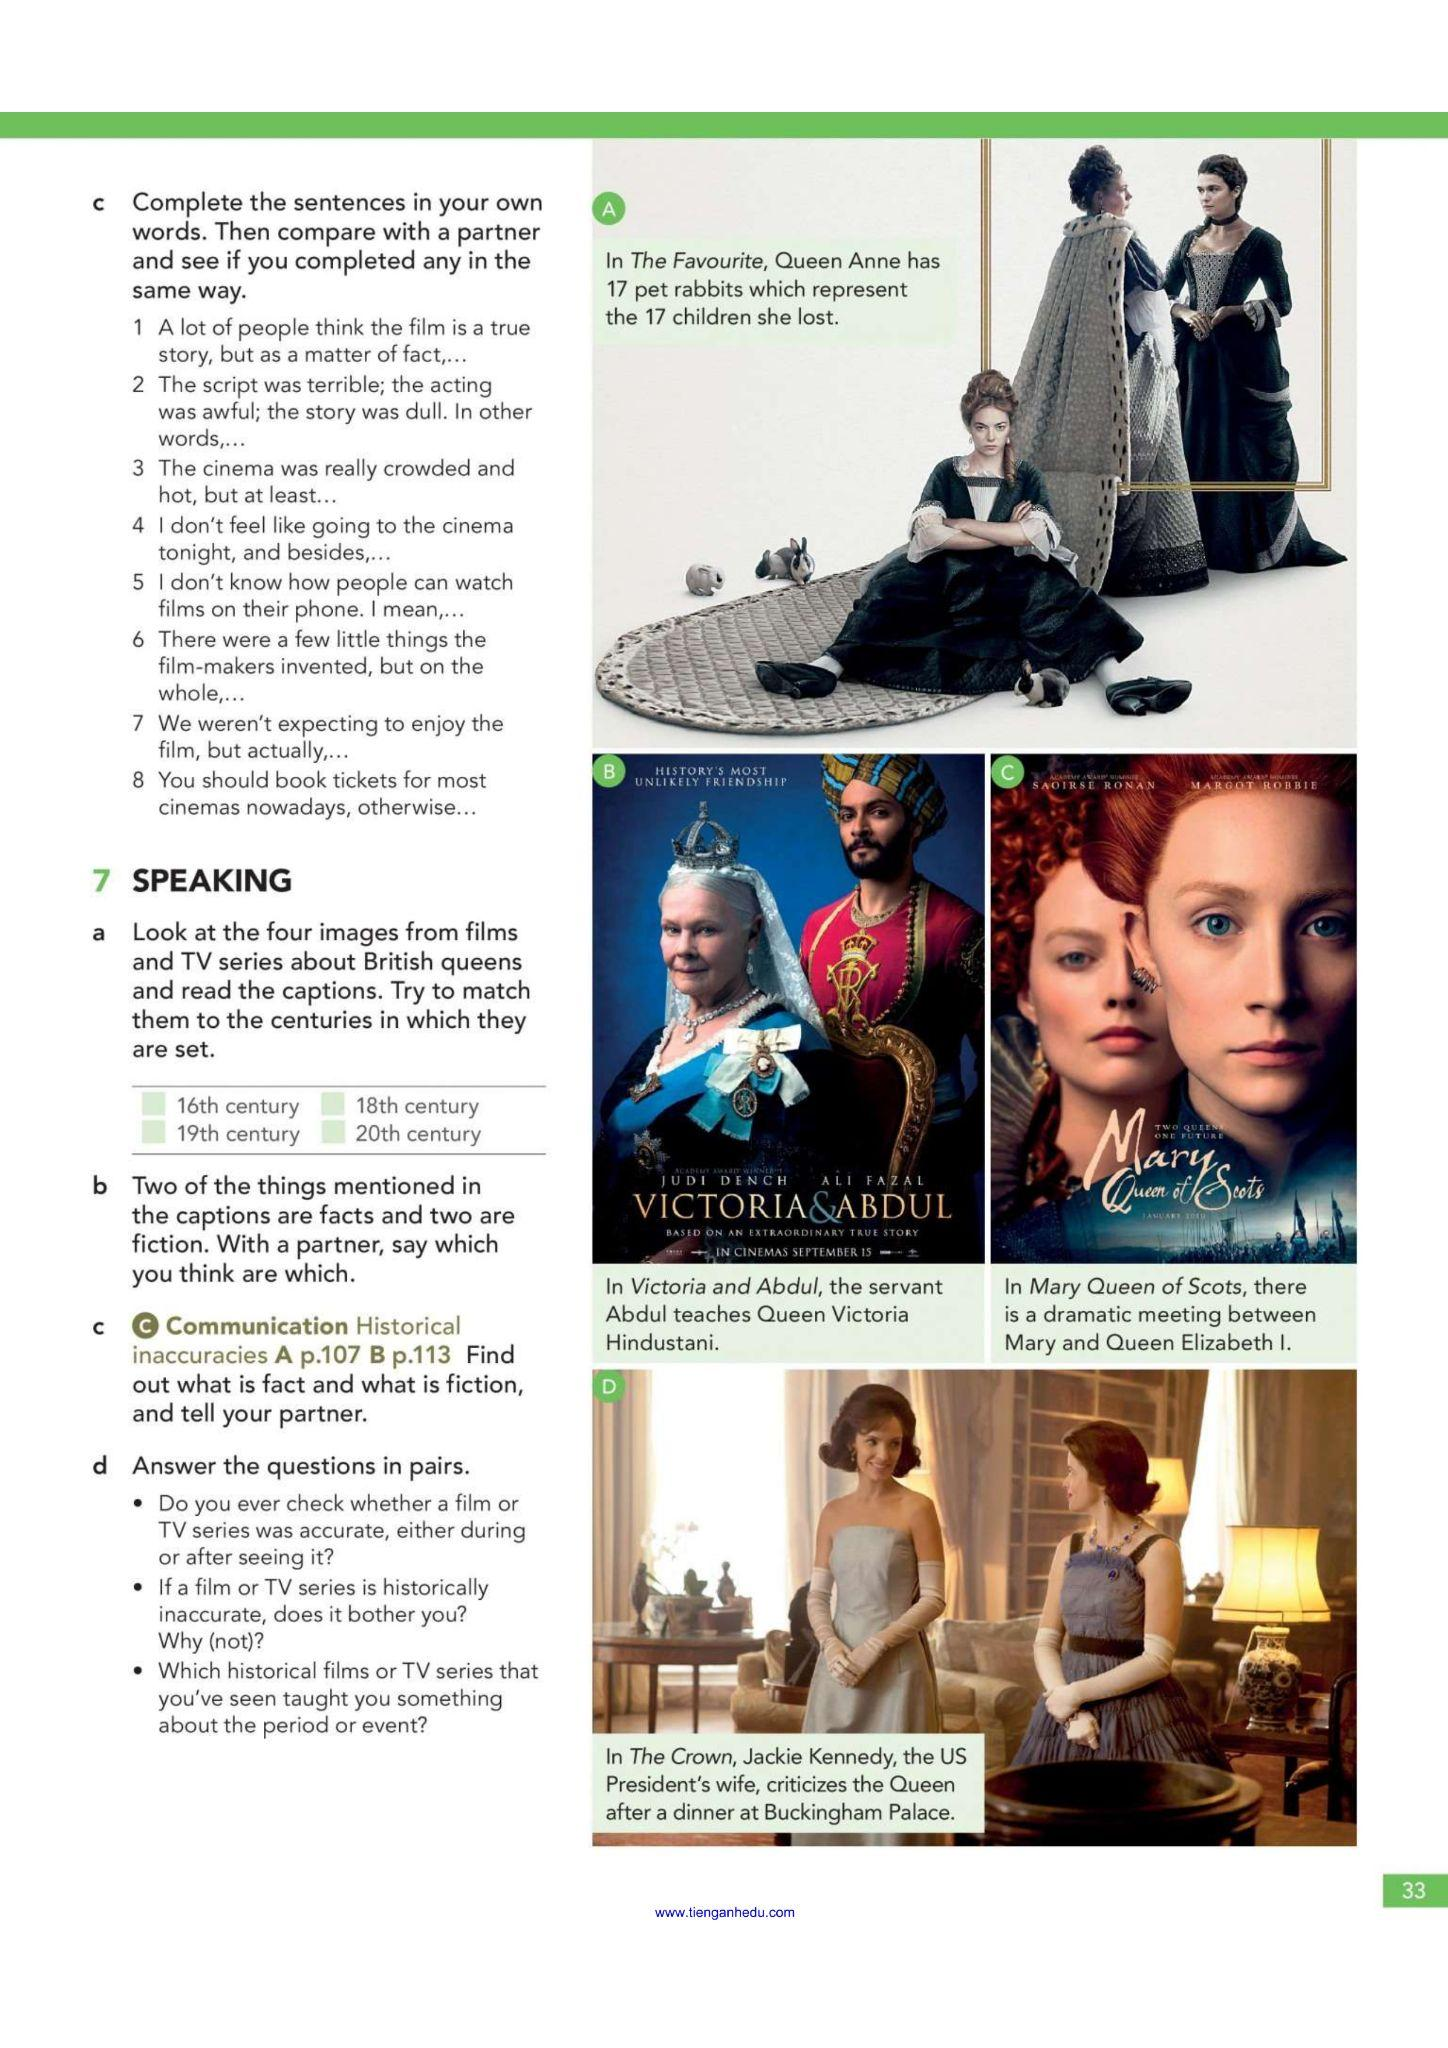 c Complete the sentences in your own
words. Then compare with a partner
and see if you completed any in the
same way.
1 A lot of people think the film is a true
story, but as a matter of fact,…
2 The script was terrible; the acting
was awful; the story was dull. In other
words,…
3 The cinema was really crowded and
hot, but at least…
4 I don't feel like going to the cinema
tonight, and besides,…
5 I don't know how people can watch
films on their phone. I mean,…
6 There were a few little things the
film-makers invented, but on the
whole,…
7 We weren't expecting to enjoy the
film, but actually,…
8 You should book tickets for most
cinemas nowadays, otherwise…
7 SPEAKING
a Look at the four images from films
and TV series about British queens
and read the captions. Try to match
them to the centuries in which they
are set.
16th century 18th century
19th century 20th century
b Two of the things mentioned in
the captions are facts and two are
fiction. With a partner, say which
you think are which.
c C Communication Historical
inaccuracies A p.107 B p.113 Find
out what is fact and what is fiction,
and tell your partner.
d Answer the questions in pairs.
• Do you ever check whether a film or
TV series was accurate, either during
or after seeing it?
• If a film or TV series is historically
inaccurate, does it bother you?
Why (not)?
• Which historical films or TV series that
you've seen taught you something
about the period or event?
A
In The Favourite, Queen Anne has
17 pet rabbits which represent
the 17 children she lost.
B
HISTORY'S MOST
UNLIKELY FRIENDSHIP
ACADEMY AWARD WINNER
JUDI DENCH ALI FAZAL
VICTORIA & ABDUL
BASED ON AN EXTRAORDINARY TRUE STORY
IN CINEMAS SEPTEMBER 15
In Victoria and Abdul, the servant
Abdul teaches Queen Victoria
Hindustani.
C
ACADEMY AWARD NOMINEE ACADEMY AWARD NOMINEE
SAOIRSE RONAN MARGOT ROBBIE
TWO QUEENS
ONE FUTURE
Mary
Queen of Scots
JANUARY
In Mary Queen of Scots, there
is a dramatic meeting between
Mary and Queen Elizabeth I.
D
In The Crown, Jackie Kennedy, the US
President's wife, criticizes the Queen
after a dinner at Buckingham Palace.
33
www.tienganhedu.com